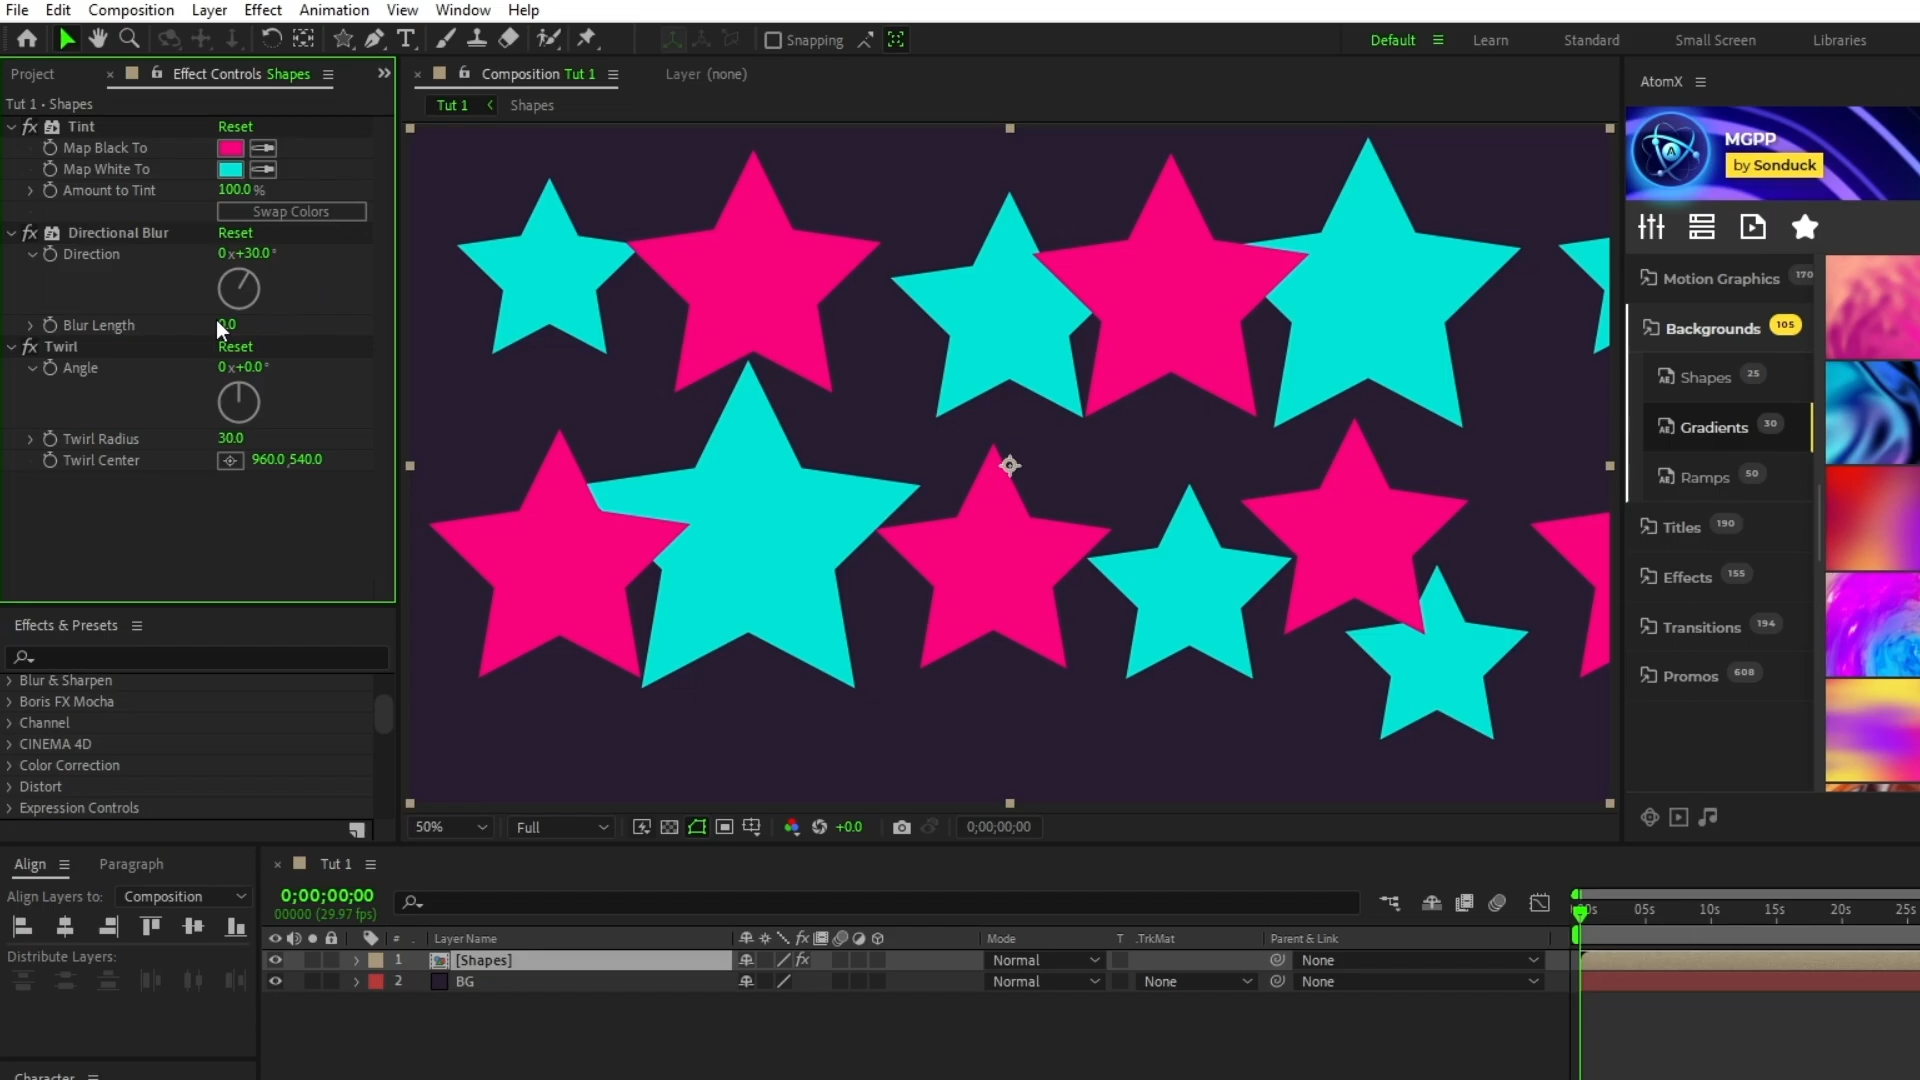 File Edit Composition Layer Effect Animation View Window Help
Snapping
Default Learn Standard Small Screen Libraries
Project Effect Controls Shapes
Tut 1 • Shapes
fx Tint Reset
Map Black To
Map White To
Amount to Tint 100.0 %
Swap Colors
fx Directional Blur Reset
Direction 0 x+30.0 °
Blur Length
fx Twirl Reset
Angle 0 x+0.0 °
Twirl Radius 30.0
Twirl Center 960.0,540.0
Composition Tut 1 Layer (none)
Tut 1 Shapes
AtomX
MGPP
by Sonduck
Motion Graphics 170
Backgrounds 105
Shapes 25
Gradients 30
Ramps 50
Titles 190
Effects 155
Transitions 194
Promos 608
Effects & Presets
Blur & Sharpen
Boris FX Mocha
Channel
CINEMA 4D
Color Correction
Distort
Expression Controls
50% Full +0.0 0;00;00;00
Align Paragraph
Align Layers to: Composition
Distribute Layers:
Character
Tut 1
0;00;00;00
00000 (29.97 fps)
# Layer Name fx Mode T .TrkMat Parent & Link
1 [Shapes] fx Normal None
2 BG Normal None None
05s 10s 15s 20s 25s